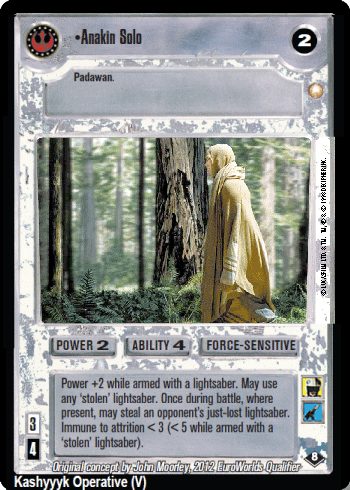 •Anakin Solo
2
Padawan.
POWER 2
ABILITY 4
FORCE-SENSITIVE
Power +2 while armed with a lightsaber. May use
any 'stolen' lightsaber. Once during battle, where
present, may steal an opponent's just-lost lightsaber.
Immune to attrition < 3 (< 5 while armed with a
'stolen' lightsaber).
3
4
8
Original concept by John Moorley, 2012 EuroWorlds Qualifier
Kashyyyk Operative (V)